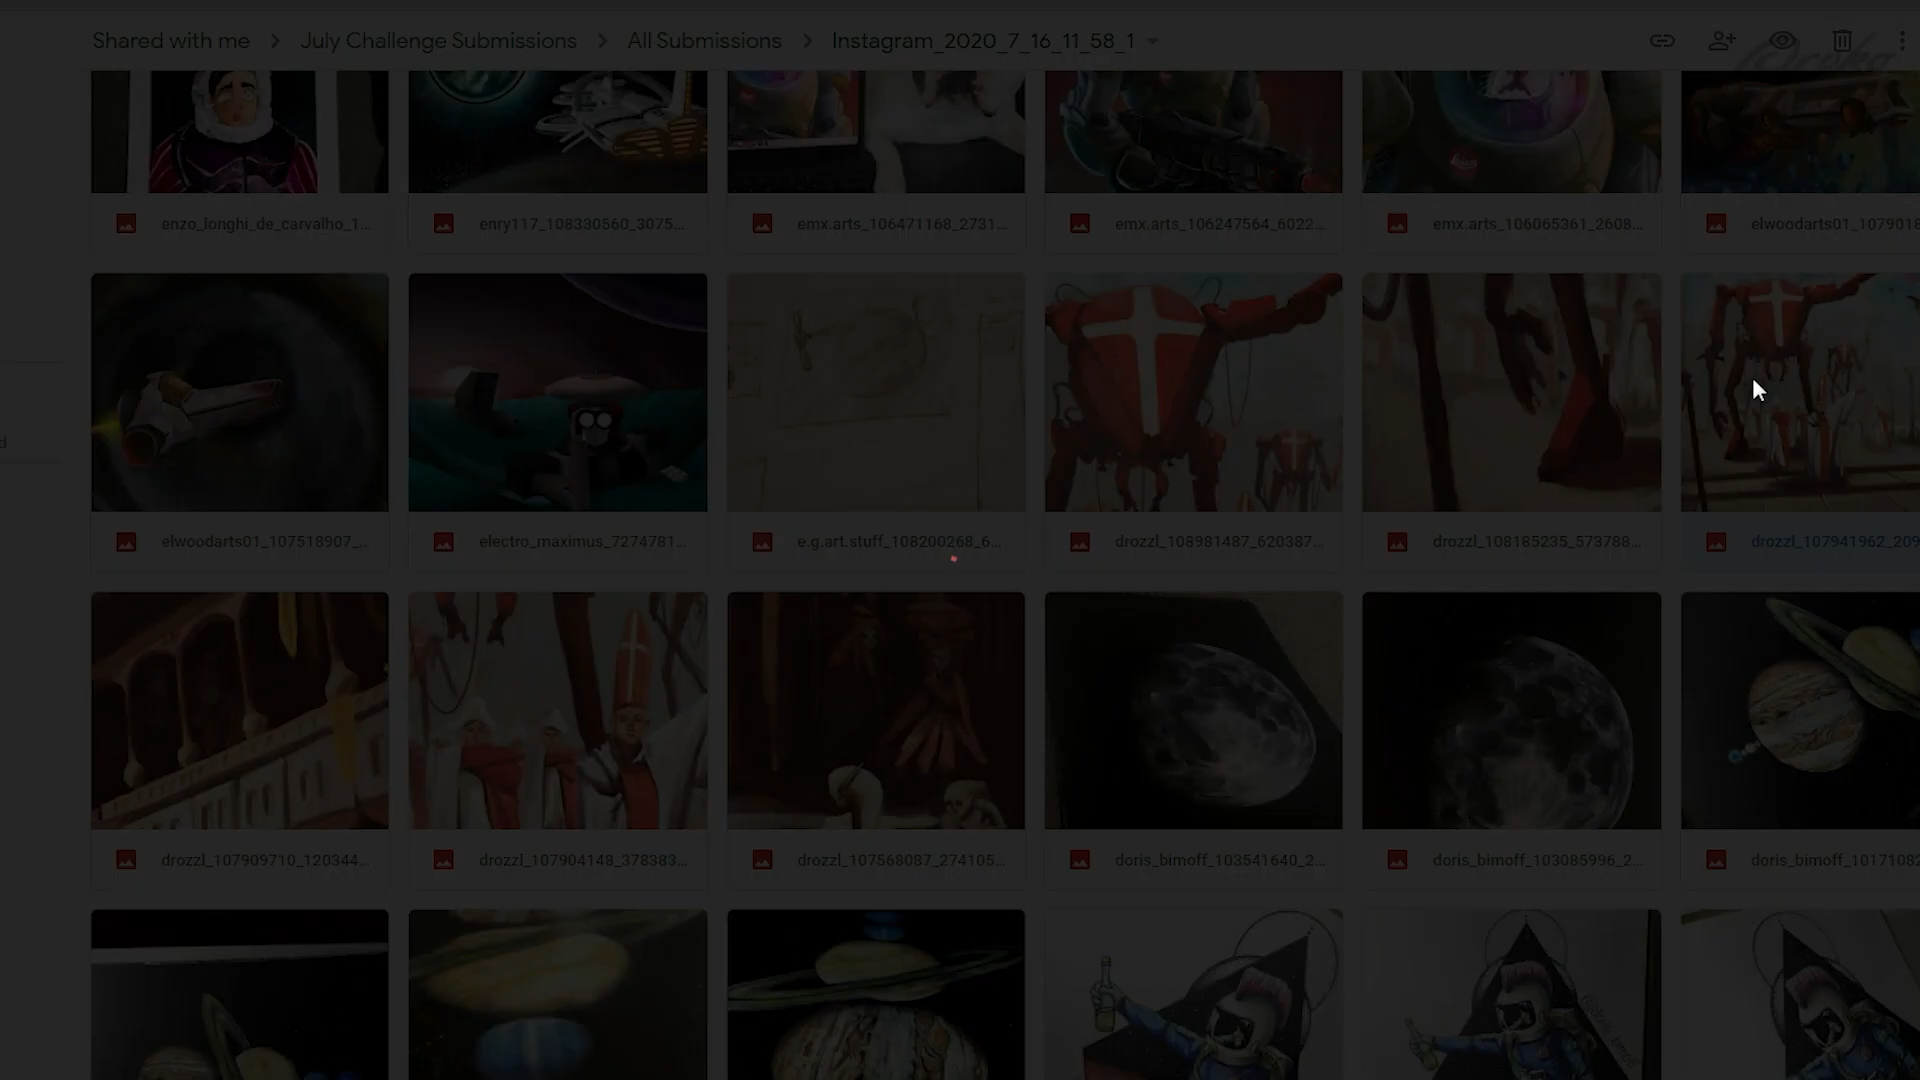 Shared with me > July Challenge Submissions > All Submissions > Instagram_2020_7_16_11_58_1
enzo_longhi_de_carvalho_1...
enry117_108330560_3075...
emx.arts_106471168_2731...
emx.arts_106247564_6022...
emx.arts_106065361_2608...
elwoodarts01_1079018
d
elwoodarts01_107518907_...
electro_maximus_7274781...
e.g.art.stuff_108200268_6...
drozzl_108981487_620387...
drozzl_108185235_573788...
drozzl_107941962_209
drozzl_107909710_120344...
drozzl_107904148_378383...
drozzl_107568087_274105...
doris_bimoff_103541640_2...
doris_bimoff_103085996_2...
doris_bimoff_10171082